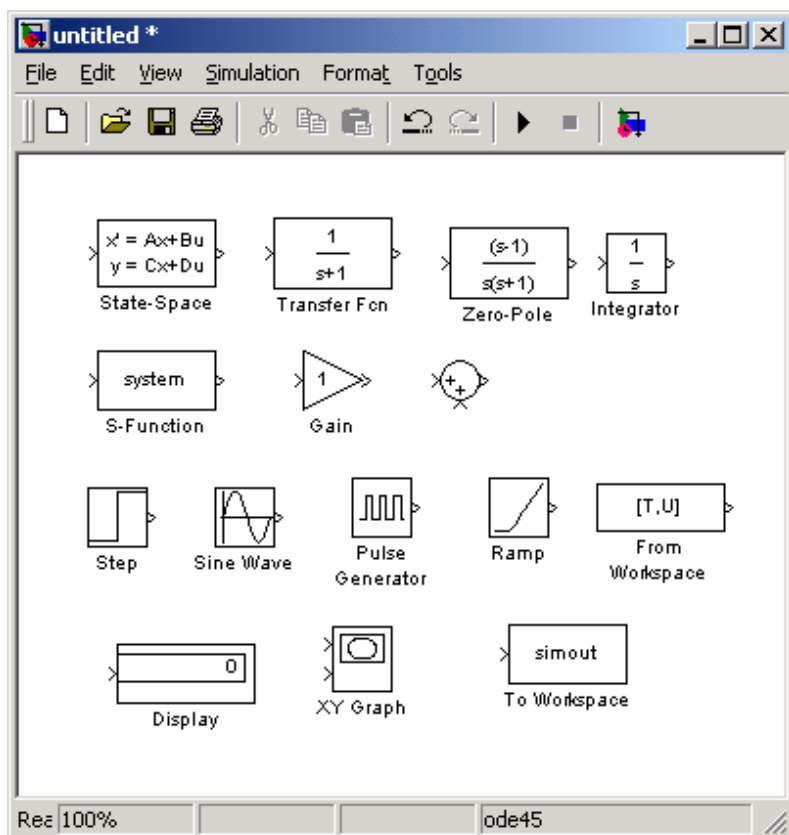 untitled *
File Edit View Simulation Format Tools
x' = Ax+Bu
y = Cx+Du
State-Space
1
s+1
Transfer Fcn
(s-1)
s(s+1)
Zero-Pole
1
s
Integrator
system
S-Function
1
Gain
+
+
Step
Sine Wave
Pulse
Generator
Ramp
[T,U]
From
Workspace
0
Display
XY Graph
simout
To Workspace
Rea 100% ode45